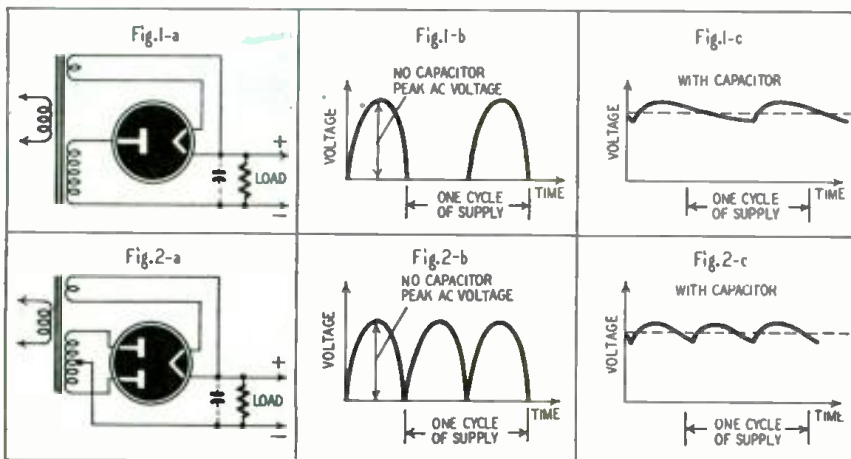 Fig.1-a
+
LOAD
−
Fig.1-b
NO CAPACITOR
PEAK AC VOLTAGE
VOLTAGE
TIME
ONE CYCLE
OF SUPPLY
Fig.1-c
WITH CAPACITOR
VOLTAGE
TIME
ONE CYCLE
OF SUPPLY
Fig.2-a
+
LOAD
−
Fig.2-b
NO CAPACITOR
PEAK AC VOLTAGE
VOLTAGE
TIME
ONE CYCLE
OF SUPPLY
Fig.2-c
WITH CAPACITOR
VOLTAGE
TIME
ONE CYCLE
OF SUPPLY